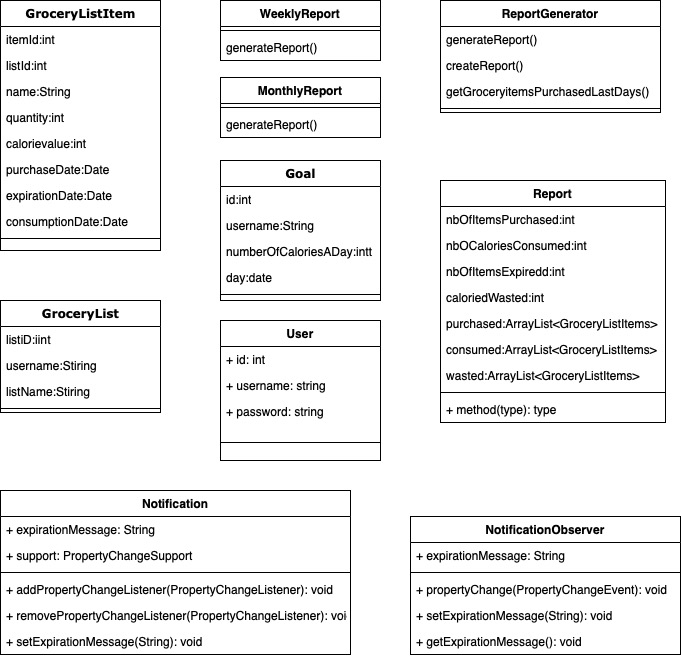 GroceryListItem
itemId:int
listId:int
name:String
quantity:int
calorievalue:int
purchaseDate:Date
expirationDate:Date
consumptionDate:Date
WeeklyReport
generateReport()
MonthlyReport
generateReport()
ReportGenerator
generateReport()
createReport()
getGroceryitemsPurchasedLastDays()
Goal
id:int
username:String
numberOfCaloriesADay:intt
day:date
Report
nbOfItemsPurchased:int
nbOCaloriesConsumed:int
nbOfItemsExpiredd:int
caloriedWasted:int
purchased:ArrayList<GroceryListItems>
consumed:ArrayList<GroceryListItems>
wasted:ArrayList<GroceryListItems>
+ method(type): type
GroceryList
listiD:iint
username:Sttring
listName:Sttring
User
+ id: int
+ username: string
+ password: string
Notification
+ expirationMessage: String
+ support: PropertyChangeSupport
+ addPropertyChangeListener(PropertyChangeListener): void
+ removePropertyChangeListener(PropertyChangeListener): voi
+ setExpirationMessage(String): void
NotificationObserver
+ expirationMessage: String
+ propertyChange(PropertyChangeEvent): void
+ setExpirationMessage(String): void
+ getExpirationMessage(): void